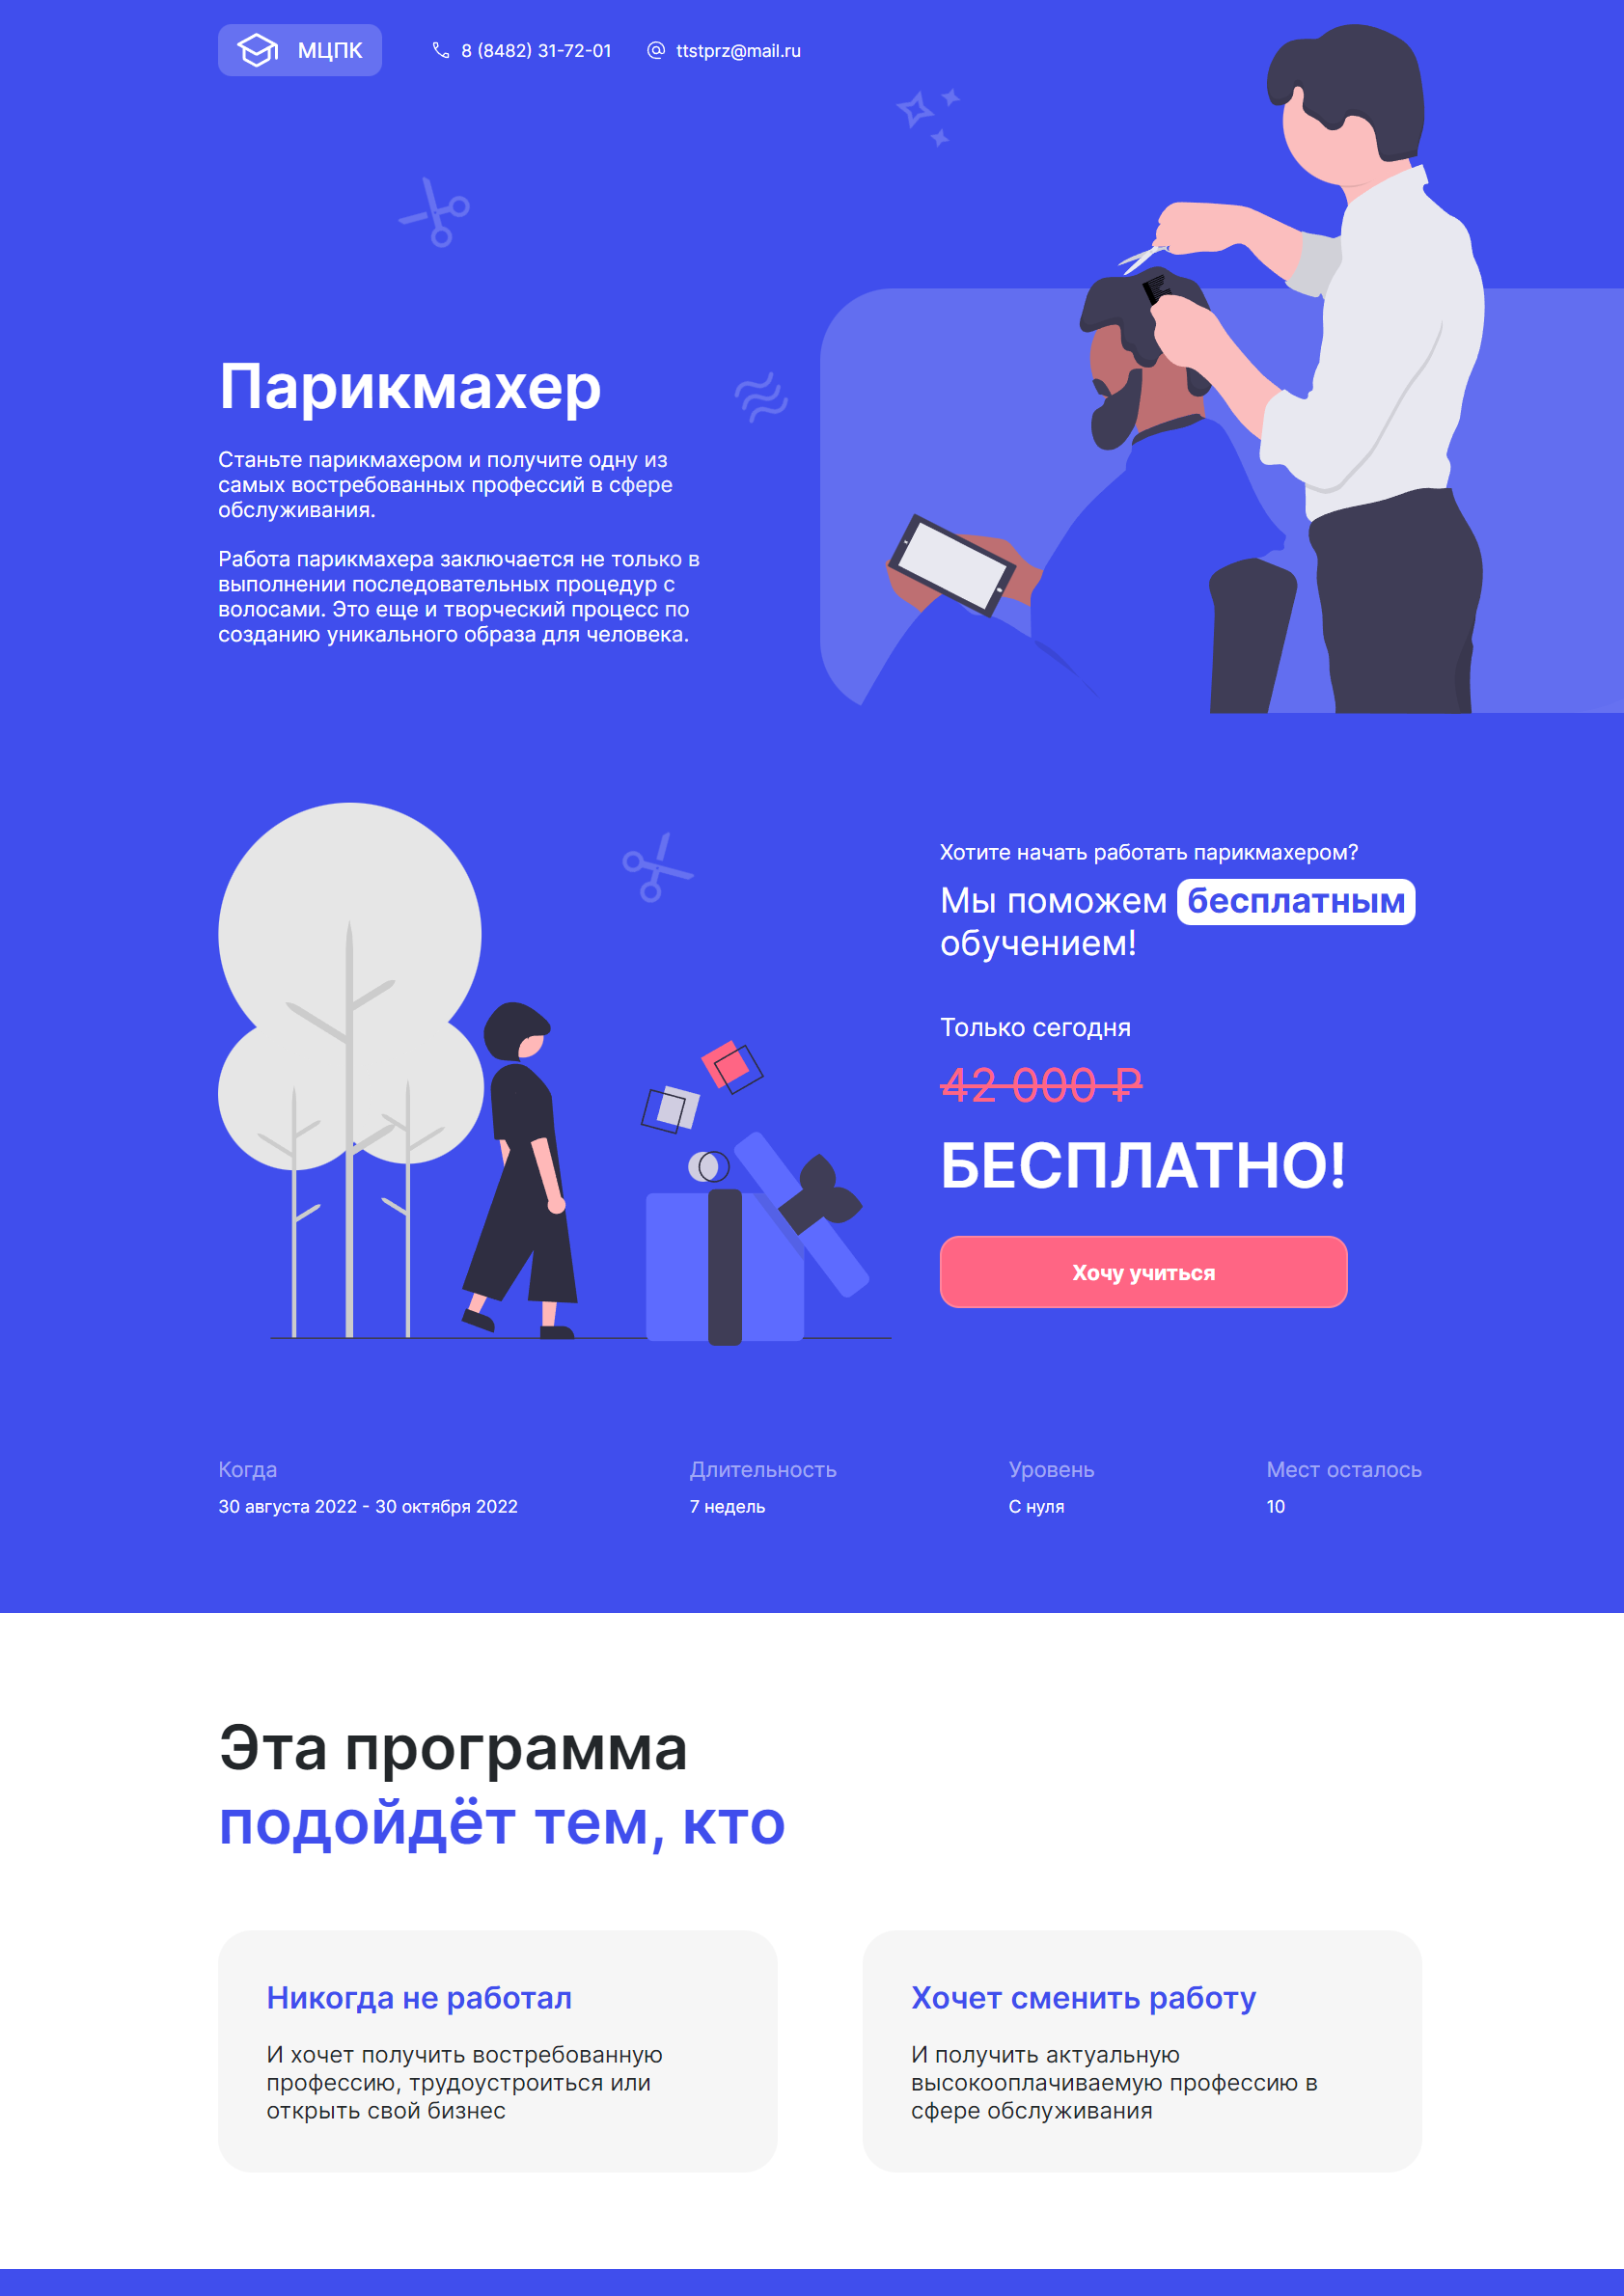 МЦПК
8 (8482) 31-72-01
ttstprz@mail.ru
Парикмахер
Станьте парикмахером и получите одну из
самых востребованных профессий в сфере
обслуживания.
Работа парикмахера заключается не только в
выполнении последовательных процедур с
волосами. Это еще и творческий процесс по
созданию уникального образа для человека.
Хотите начать работать парикмахером?
Мы поможем бесплатным
обучением!
Только сегодня
42 000 ₽
БЕСПЛАТНО!
Хочу учиться
Когда
30 августа 2022 - 30 октября 2022
Длительность
7 недель
Уровень
С нуля
Мест осталось
10
Эта программа
подойдёт тем, кто
Никогда не работал
И хочет получить востребованную
профессию, трудоустроиться или
открыть свой бизнес
Хочет сменить работу
И получить актуальную
высокооплачиваемую профессию в
сфере обслуживания